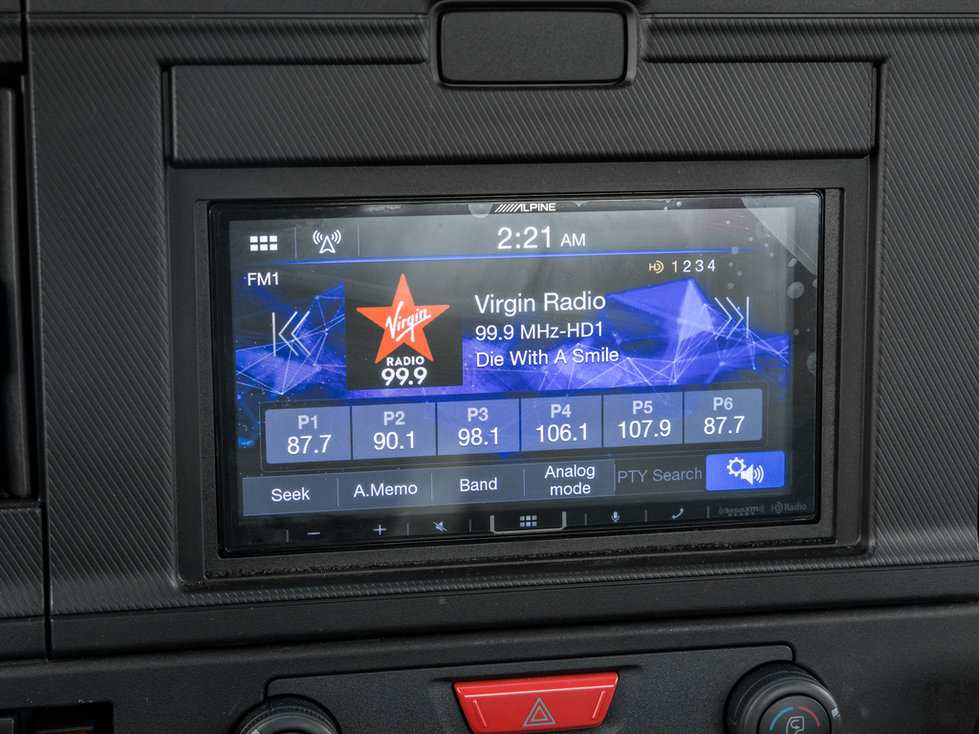 ALPINE
2:21 AM
HD 1 2 3 4
FM1
Virgin Radio
99.9 MHz-HD1
Die With A Smile
Virgin
RADIO
99.9
P1 P2 P3 P4 P5 P6
87.7 90.1 98.1 106.1 107.9 87.7
Seek A.Memo Band Analog mode PTY Search
− +
SiriusXM HD Radio
READY